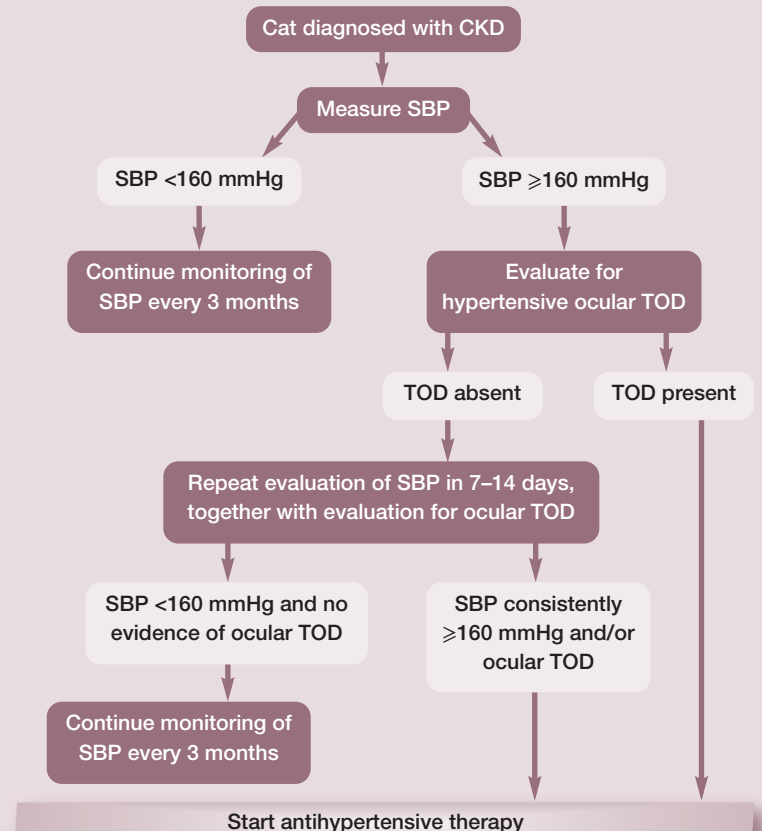 Cat diagnosed with CKD
Measure SBP
SBP <160 mmHg
SBP ⩾160 mmHg
Continue monitoring of
SBP every 3 months
Evaluate for
hypertensive ocular TOD
TOD absent
TOD present
Repeat evaluation of SBP in 7–14 days,
together with evaluation for ocular TOD
SBP <160 mmHg and no
evidence of ocular TOD
SBP consistently
⩾160 mmHg and/or
ocular TOD
Continue monitoring of
SBP every 3 months
Start antihypertensive therapy